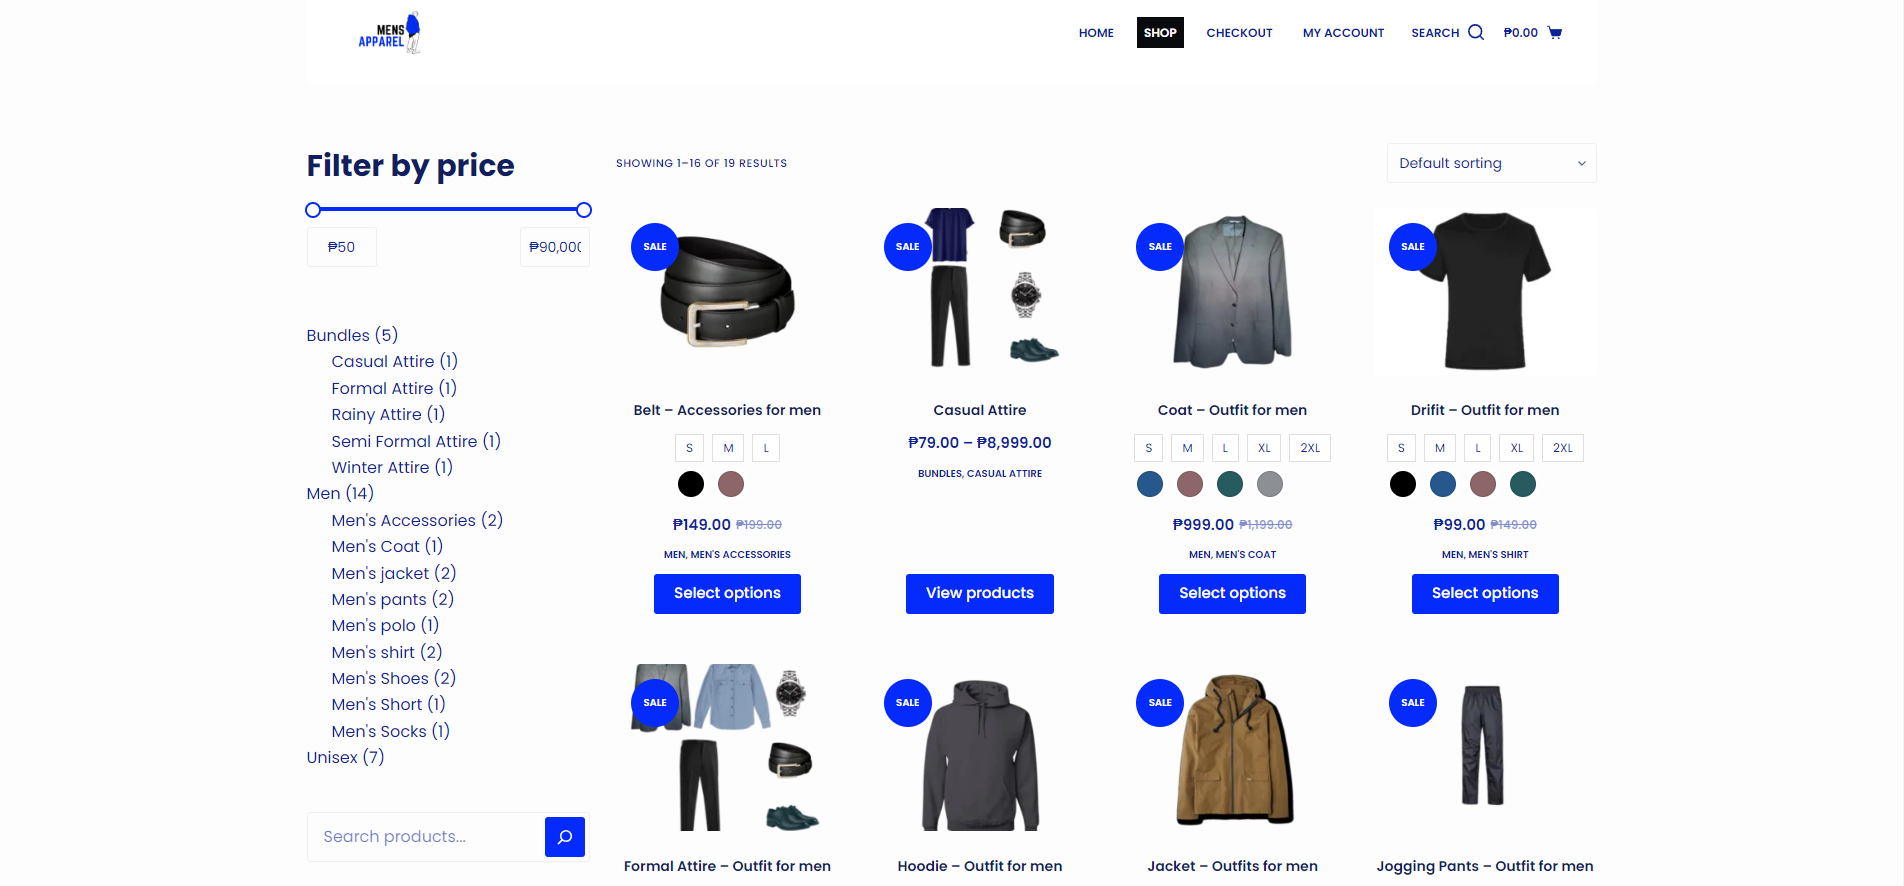 MENS
APPAREL
HOME
SHOP
CHECKOUT
MY ACCOUNT
SEARCH
₱0.00
Filter by price
₱50
₱90,000
Bundles (5)
Casual Attire (1)
Formal Attire (1)
Rainy Attire (1)
Semi Formal Attire (1)
Winter Attire (1)
Men (14)
Men's Accessories (2)
Men's Coat (1)
Men's jacket (2)
Men's pants (2)
Men's polo (1)
Men's shirt (2)
Men's Shoes (2)
Men's Short (1)
Men's Socks (1)
Unisex (7)
Search products...
SHOWING 1–16 OF 19 RESULTS
Default sorting
SALE
Belt – Accessories for men
S M L
₱149.00 ₱199.00
MEN, MEN'S ACCESSORIES
Select options
SALE
Casual Attire
₱79.00 – ₱8,999.00
BUNDLES, CASUAL ATTIRE
View products
SALE
Coat – Outfit for men
S M L XL 2XL
₱999.00 ₱1,199.00
MEN, MEN'S COAT
Select options
SALE
Drifit – Outfit for men
S M L XL 2XL
₱99.00 ₱149.00
MEN, MEN'S SHIRT
Select options
SALE
Formal Attire – Outfit for men
SALE
Hoodie – Outfit for men
SALE
Jacket – Outfits for men
SALE
Jogging Pants – Outfit for men